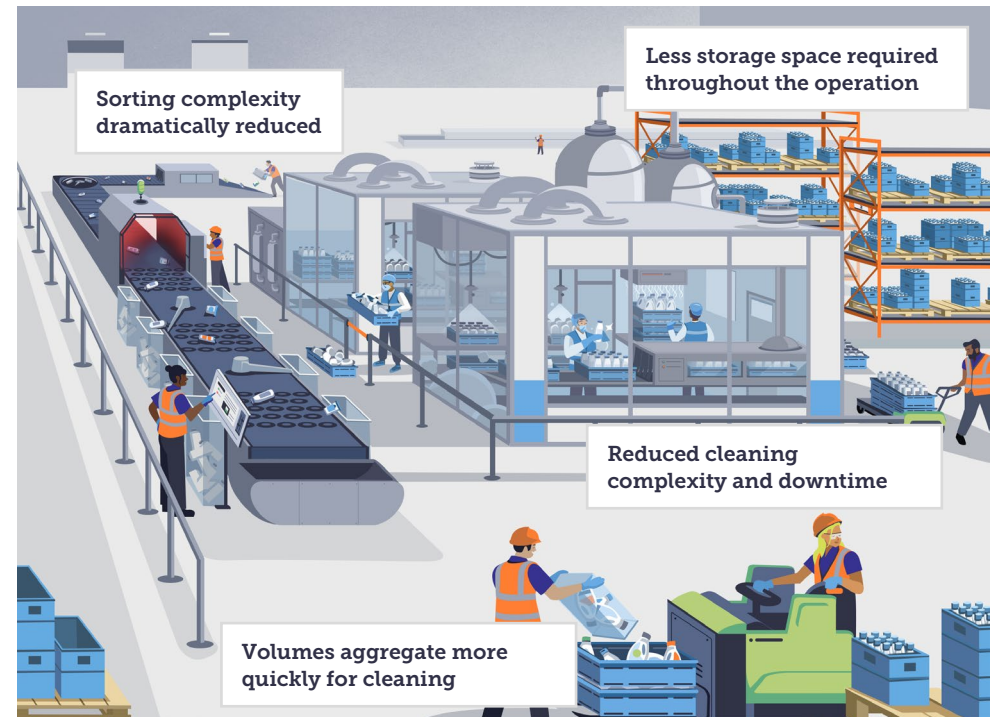 Less storage space required
throughout the operation
Sorting complexity
dramatically reduced
Reduced cleaning
complexity and downtime
Volumes aggregate more
quickly for cleaning